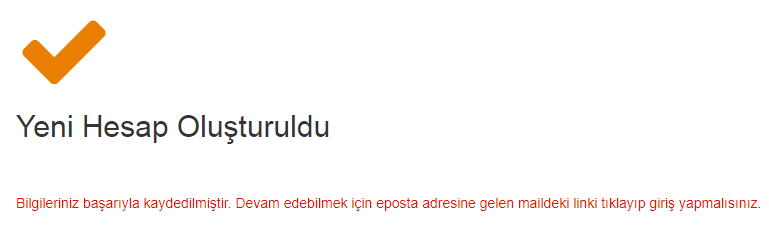 Yeni Hesap Oluşturuldu
Bilgileriniz başarıyla kaydedilmiştir. Devam edebilmek için eposta adresine gelen maildeki linki tıklayıp giriş yapmalısınız.